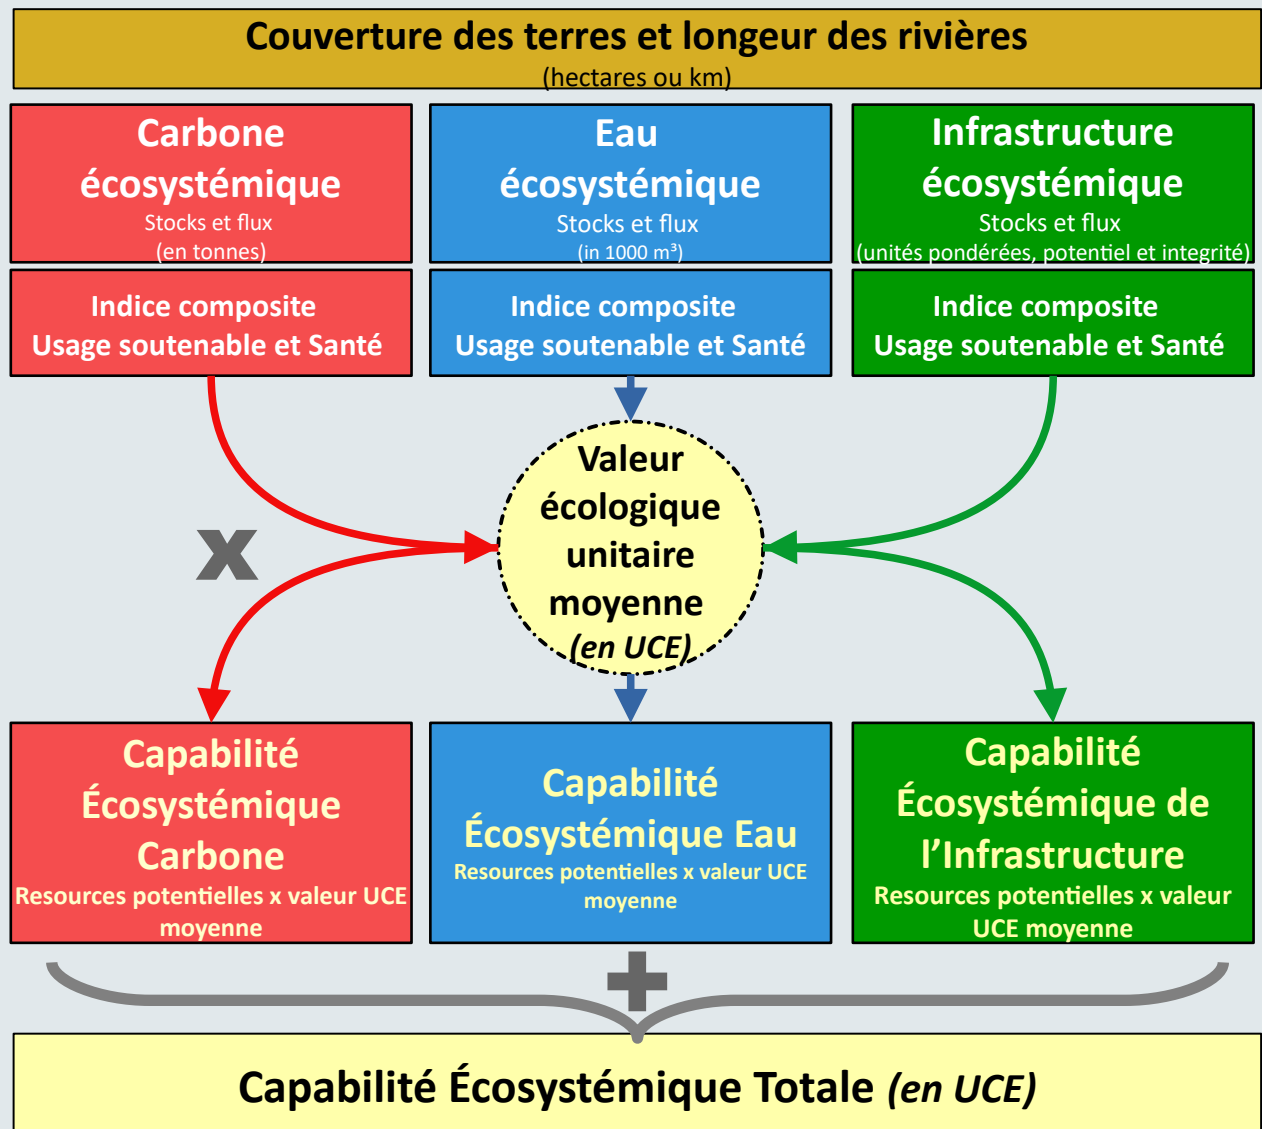 Couverture des terres et longeur des rivières
(hectares ou km)
Carbone
écosystémique
Stocks et flux
(en tonnes)
Eau
écosystémique
Stocks et flux
(in 1000 m³)
Infrastructure
écosystémique
Stocks et flux
(unités pondérées, potentiel et integrité)
Indice composite
Usage soutenable et Santé
Indice composite
Usage soutenable et Santé
Indice composite
Usage soutenable et Santé
Valeur
écologique
unitaire
moyenne
(en UCE)
x
Capabilité
Écosystémique
Carbone
Resources potentielles x valeur UCE
moyenne
Capabilité
Écosystémique Eau
Resources potentielles x valeur UCE
moyenne
Capabilité
Écosystémique de
l’Infrastructure
Resources potentielles x valeur
UCE moyenne
+
Capabilité Écosystémique Totale (en UCE)